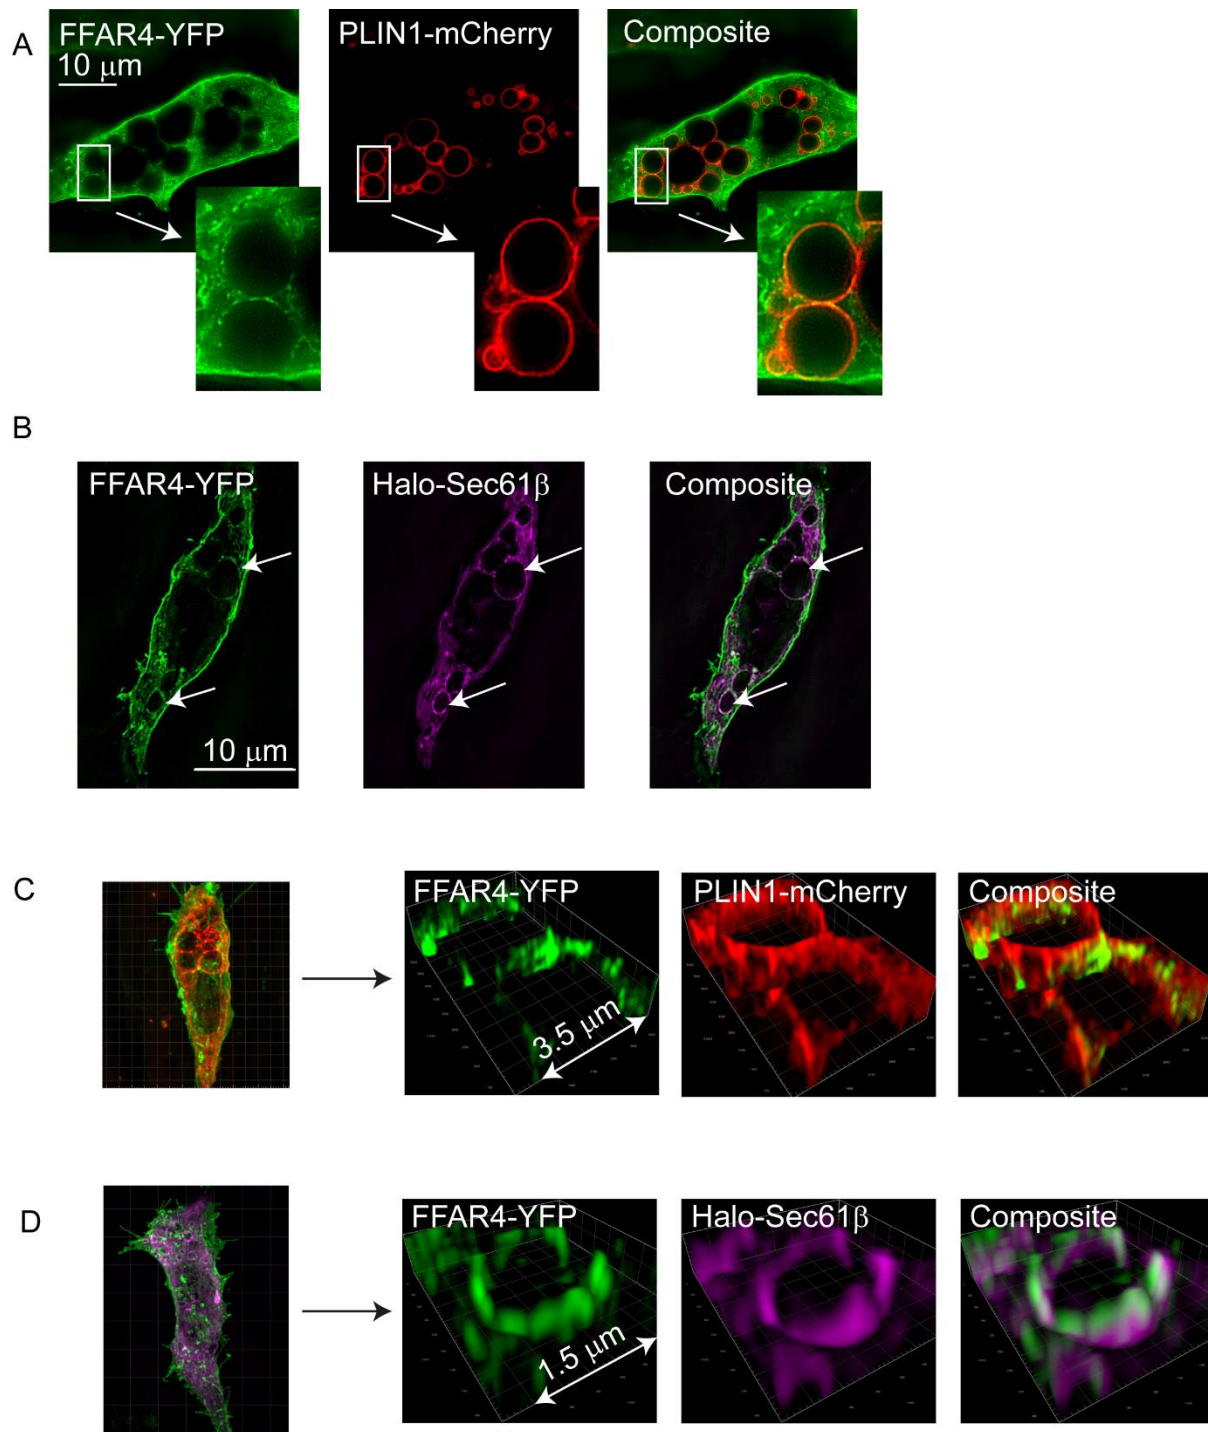 A
FFAR4-YFP
10 μm
PLIN1-mCherry
Composite
B
FFAR4-YFP
Halo-Sec61β
Composite
10 μm
C
FFAR4-YFP
PLIN1-mCherry
Composite
3.5 μm
D
FFAR4-YFP
Halo-Sec61β
Composite
1.5 μm